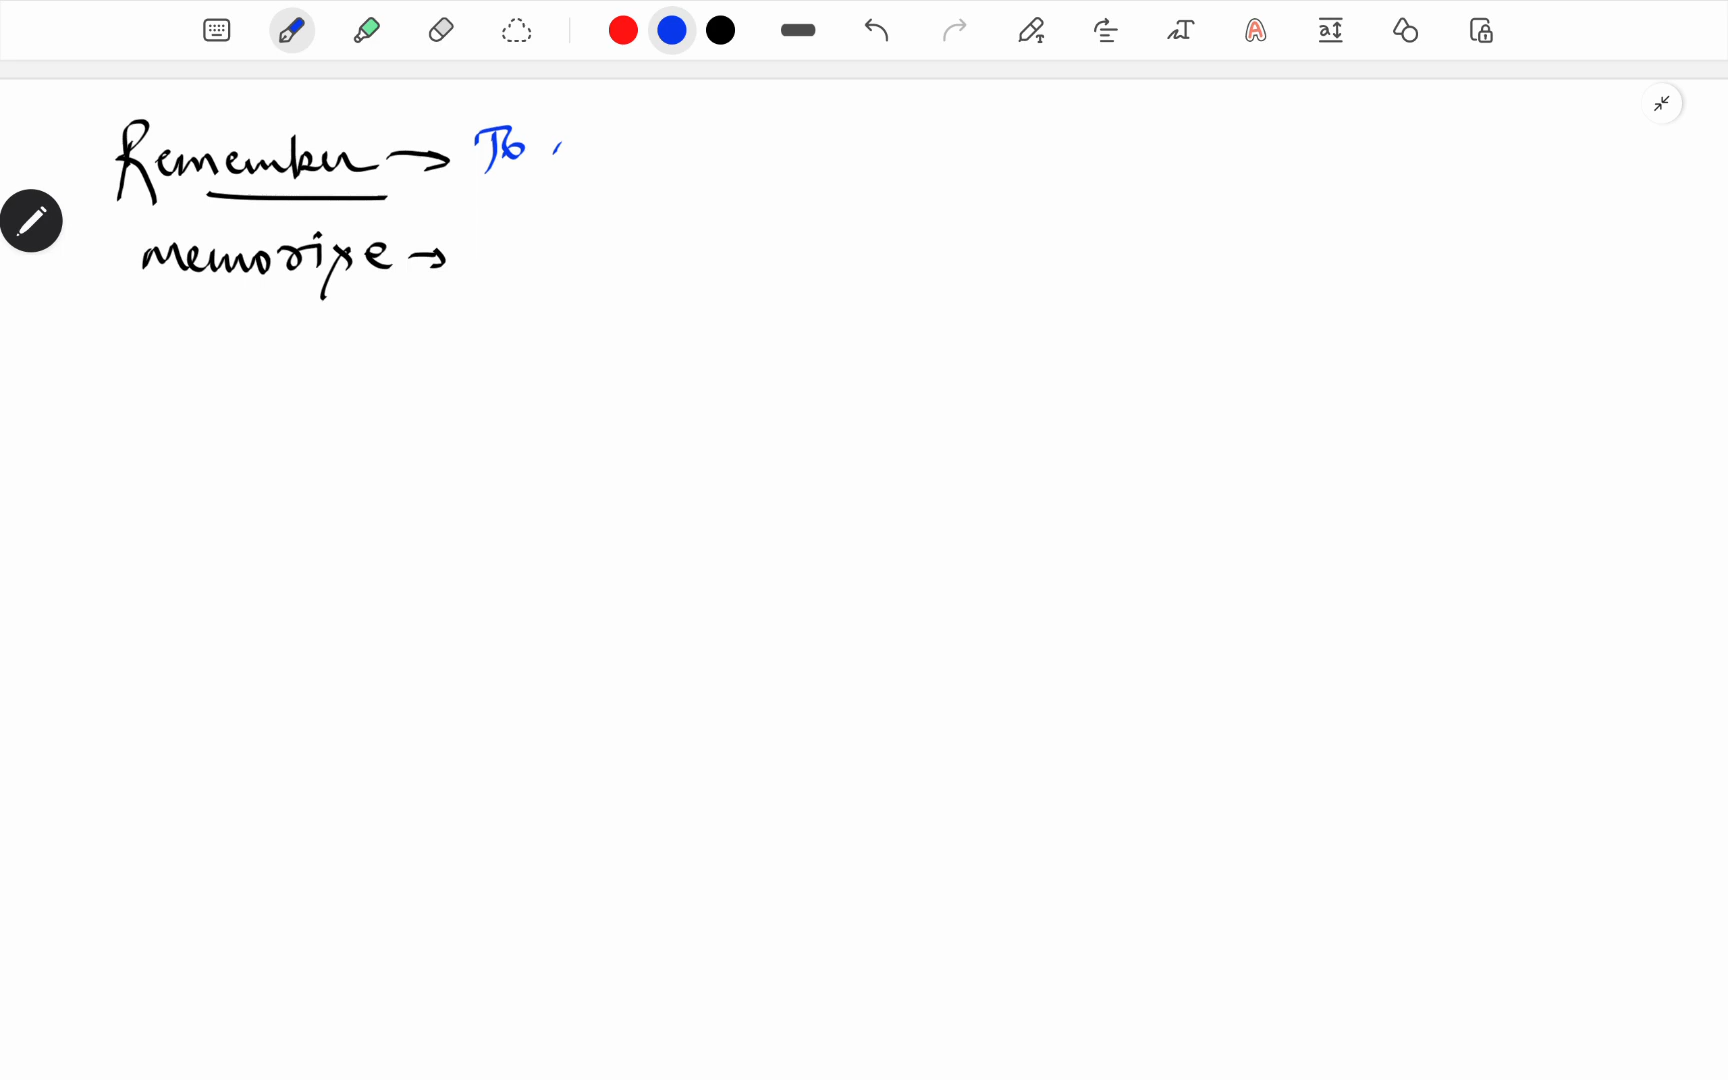 Remember → To
memorize →